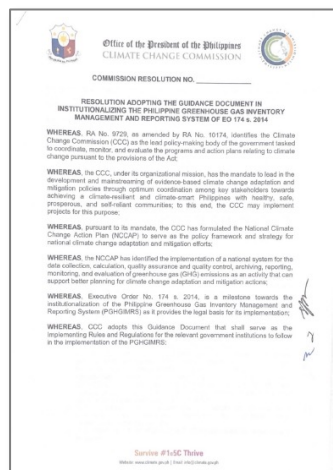 Office of the President of the Philippines
CLIMATE CHANGE COMMISSION
COMMISSION RESOLUTION NO.
RESOLUTION ADOPTING THE GUIDANCE DOCUMENT IN
INSTITUTIONALIZING THE PHILIPPINE GREENHOUSE GAS INVENTORY
MANAGEMENT AND REPORTING SYSTEM OF EO 174 s. 2014
WHEREAS, RA No. 9729, as amended by RA No. 10174, identifies the Climate
Change Commission (CCC) as the lead policy-making body of the government tasked
to coordinate, monitor, and evaluate the programs and action plans relating to climate
change pursuant to the provisions of the Act;
WHEREAS, the CCC, under its organizational mission, has the mandate to lead in the
development and mainstreaming of evidence-based climate change adaptation and
mitigation policies through optimum coordination among key stakeholders towards
achieving a climate-resilient and climate-smart Philippines with healthy, safe,
prosperous, and self-reliant communities; to this end, the CCC may implement
projects for this purpose;
WHEREAS, pursuant to its mandate, the CCC has formulated the National Climate
Change Action Plan (NCCAP) to serve as the policy framework and strategy for
national climate change adaptation and mitigation efforts;
WHEREAS, the NCCAP has identified the implementation of a national system for the
data collection, calculation, quality assurance and quality control, archiving, reporting,
monitoring, and evaluation of greenhouse gas (GHG) emissions as an activity that can
support better planning for climate change adaptation and mitigation actions;
WHEREAS, Executive Order No. 174 s. 2014, is a milestone towards the
institutionalization of the Philippine Greenhouse Gas Inventory Management and
Reporting System (PGHGIMRS) as it provides the legal basis for its implementation;
WHEREAS, CCC adopts this Guidance Document that shall serve as the
Implementing Rules and Regulations for the relevant government institutions to follow
in the implementation of the PGHGIMRS;
Survive #1o5C Thrive